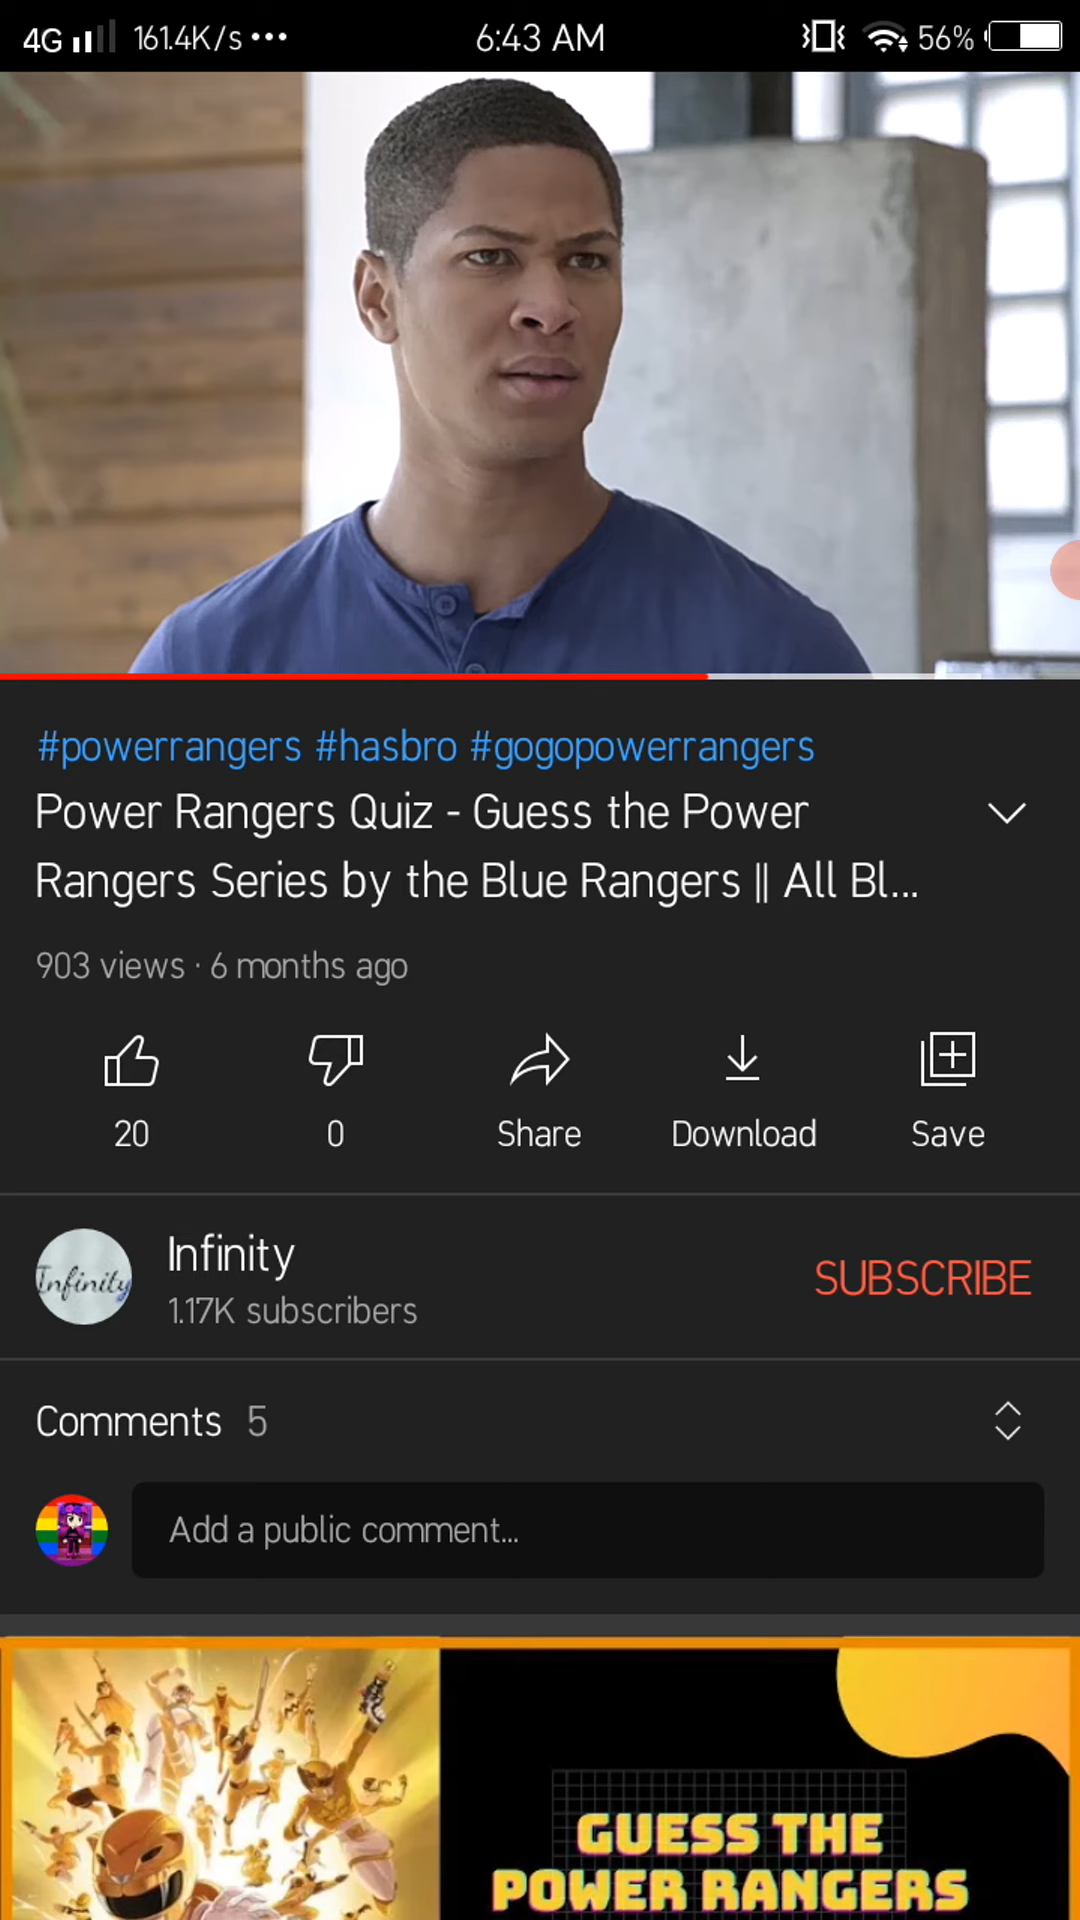 4G 161.4K/s ••• 6:43 AM 56%
#powerrangers #hasbro #gogopowerrangers
Power Rangers Quiz - Guess the Power
Rangers Series by the Blue Rangers || All Bl...
903 views · 6 months ago
20 0 Share Download Save
Infinity
Infinity
1.17K subscribers
SUBSCRIBE
Comments 5
Add a public comment...
GUESS THE
POWER RANGERS